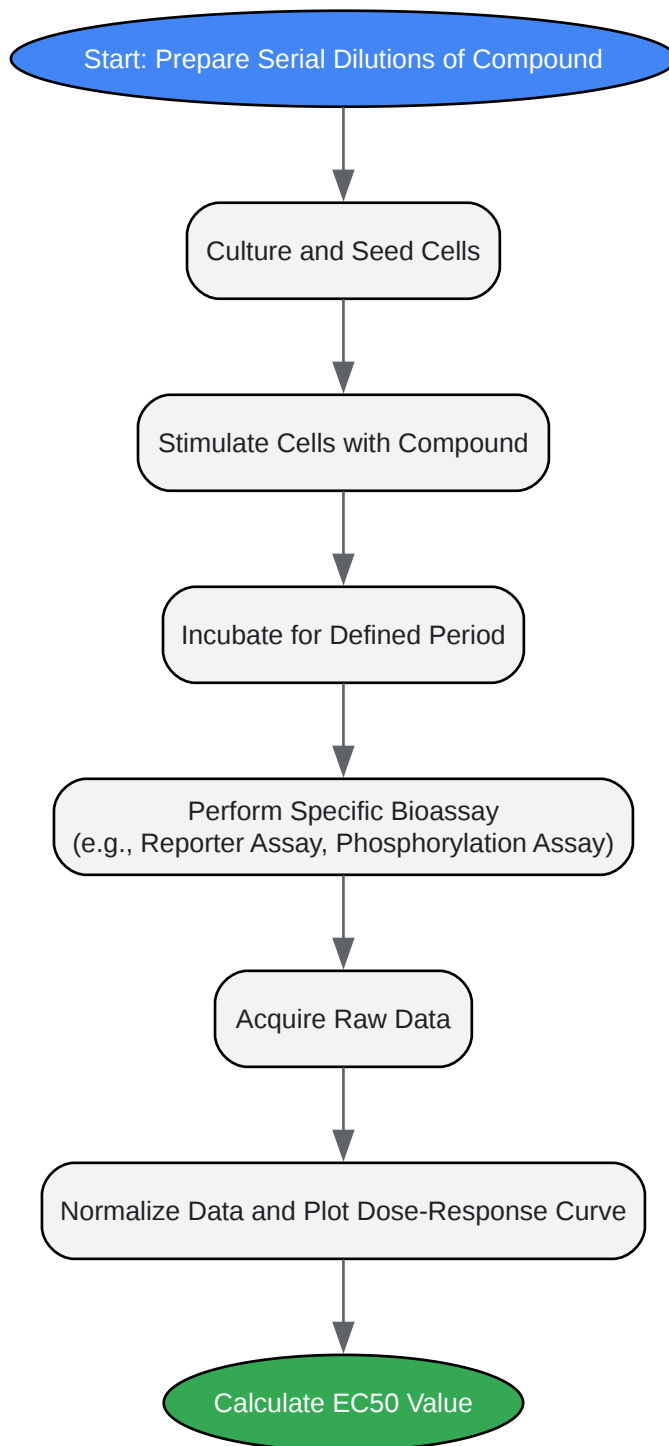 Start: Prepare Serial Dilutions of Compound
Culture and Seed Cells
Stimulate Cells with Compound
Incubate for Defined Period
Perform Specific Bioassay
(e.g., Reporter Assay, Phosphorylation Assay)
Acquire Raw Data
Normalize Data and Plot Dose-Response Curve
Calculate EC50 Value